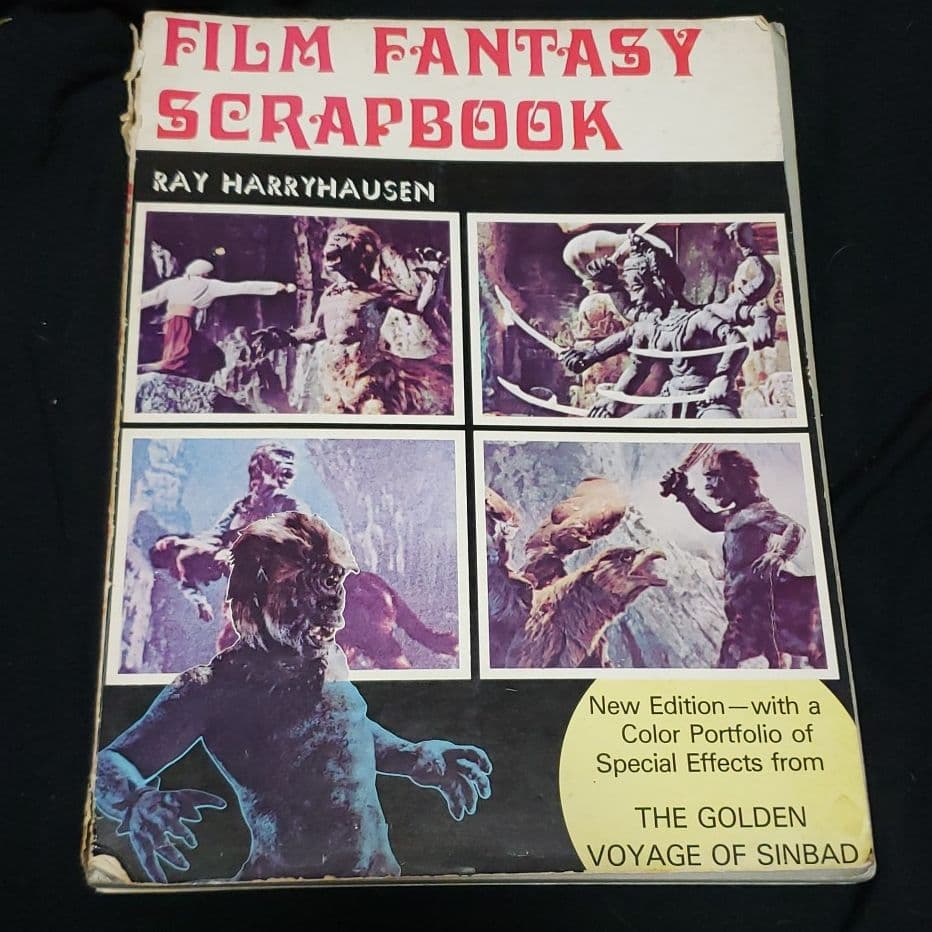 FILM FANTASY
SCRAPBOOK
RAY HARRYHAUSEN
New Edition—with a
Color Portfolio of
Special Effects from
THE GOLDEN
VOYAGE OF SINBAD